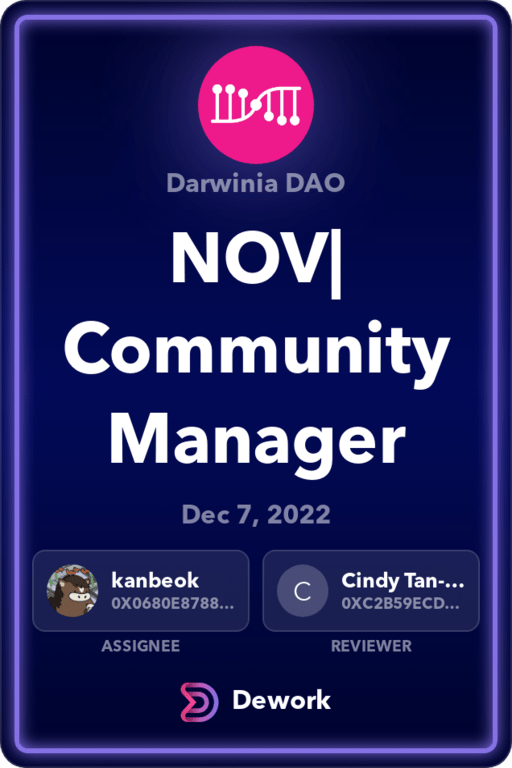 Darwinia DAO
NOV|
Community
Manager
Dec 7, 2022
kanbeok
0X0680E8788...
ASSIGNEE
C
Cindy Tan-...
0XC2B59ECD...
REVIEWER
Dework